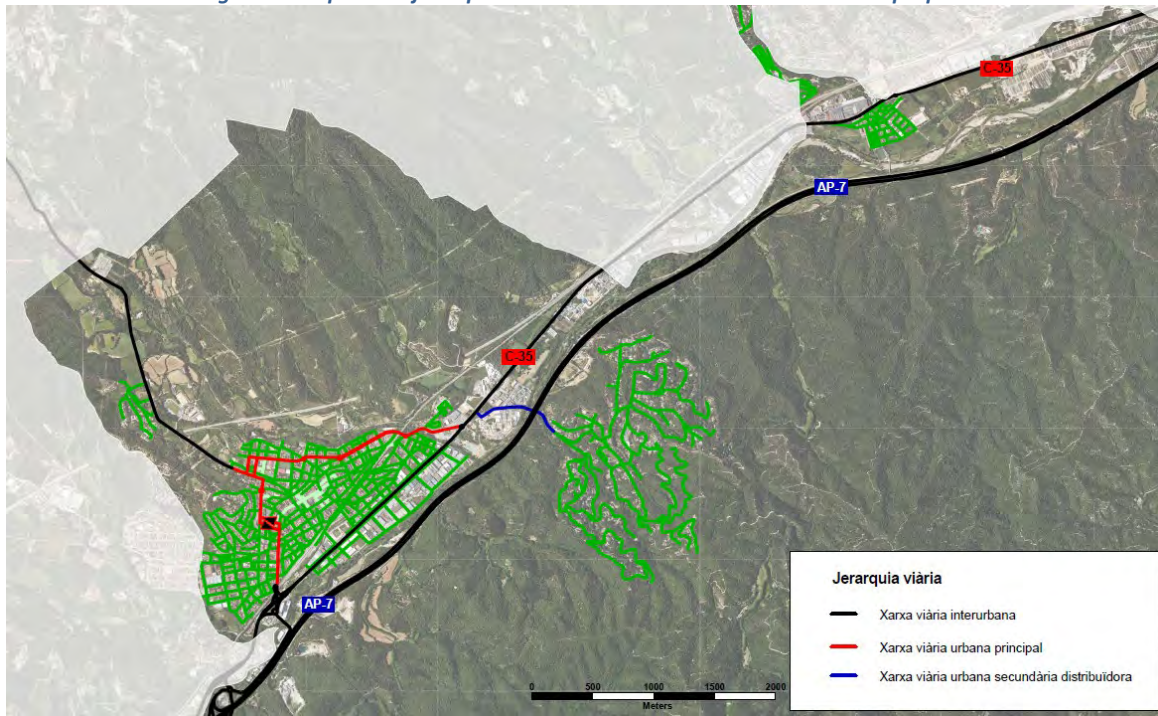 C-35
AP-7
C-35
AP-7
Jerarquia viària
Xarxa viària interurbana
Xarxa viària urbana principal
Xarxa viària urbana secundària distribuïdora
0 500 1000 1500 2000
Meters